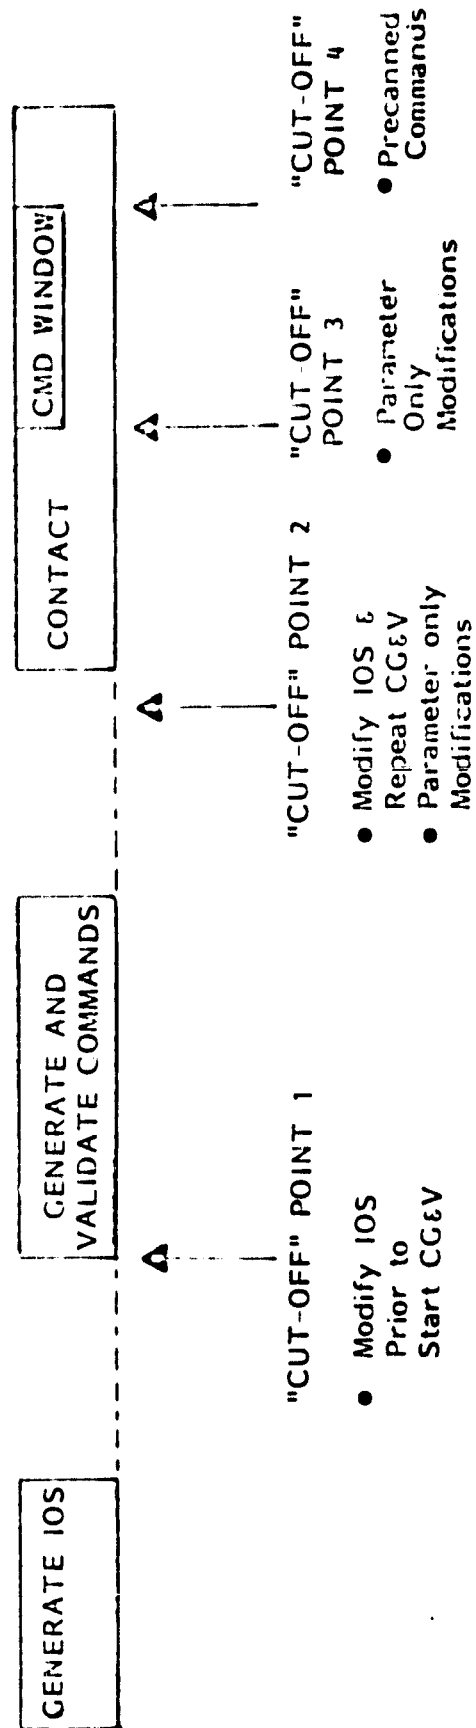 GENERATE IOS
GENERATE AND
VALIDATE COMMANDS
CONTACT
CMD WINDOW
"CUT-OFF" POINT 1
● Modify IOS
Prior to
Start CG&V
"CUT-OFF" POINT 2
● Modify IOS &
Repeat CG&V
● Parameter only
Modifications
"CUT-OFF"
POINT 3
● Parameter
Only
Modifications
"CUT-OFF"
POINT 4
● Precanned
Commands